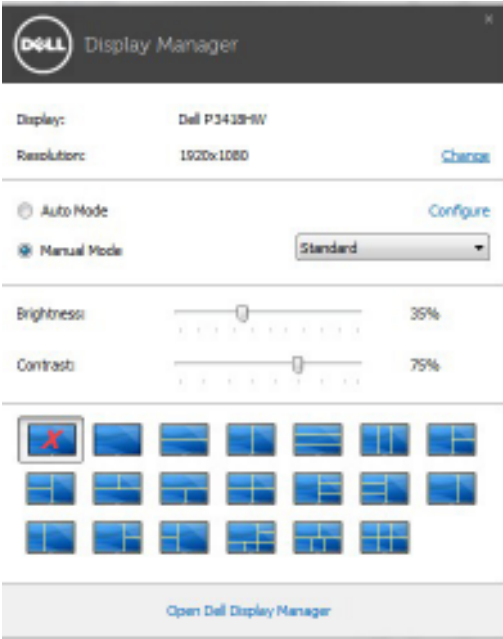 DELL Display Manager
Display: Dell P3418HW
Resolution: 1920x1080 Change
Auto Mode Configure
Manual Mode Standard
Brightness: 35%
Contrast: 75%
X
Open Dell Display Manager